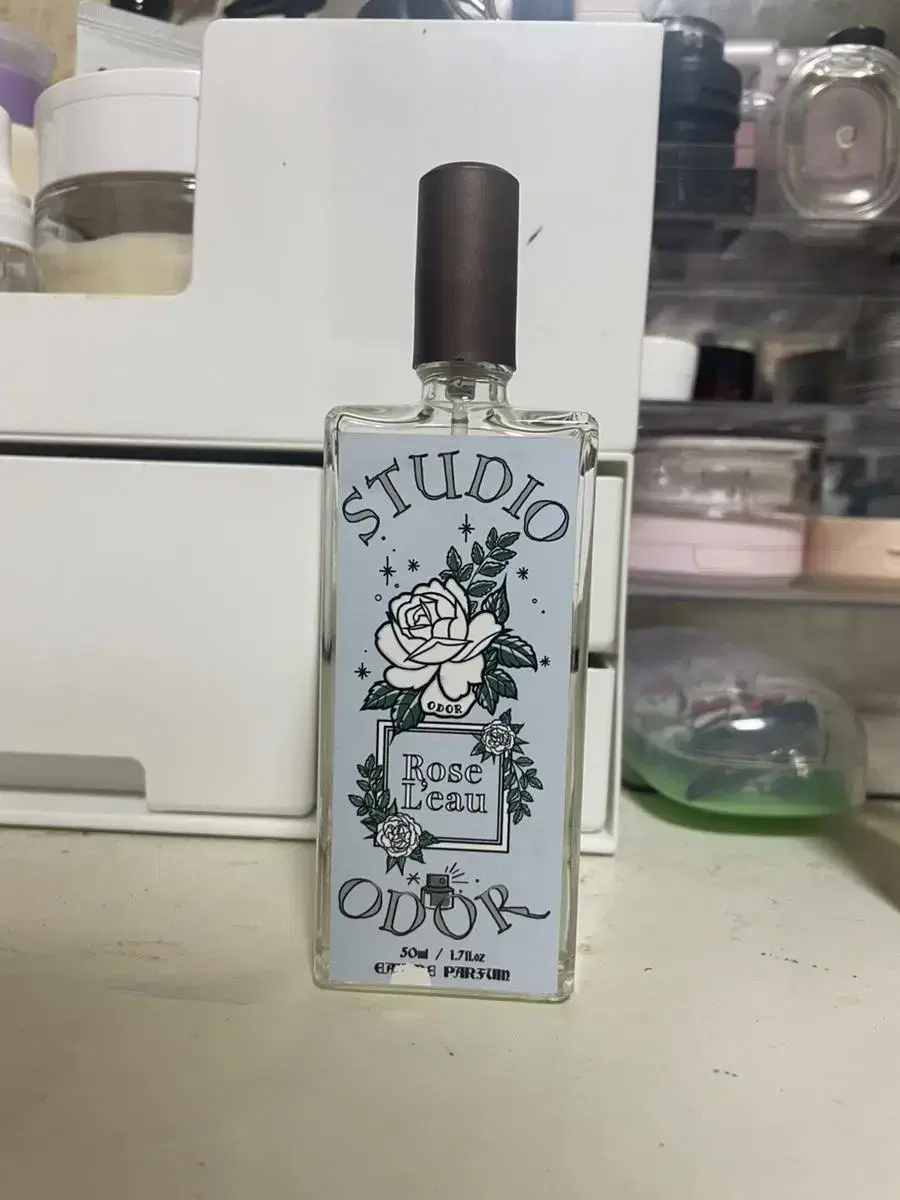 STUDIO
ODOR
Rose
L'eau
ODOR
50ml / 1.7fl.oz
PARFUM